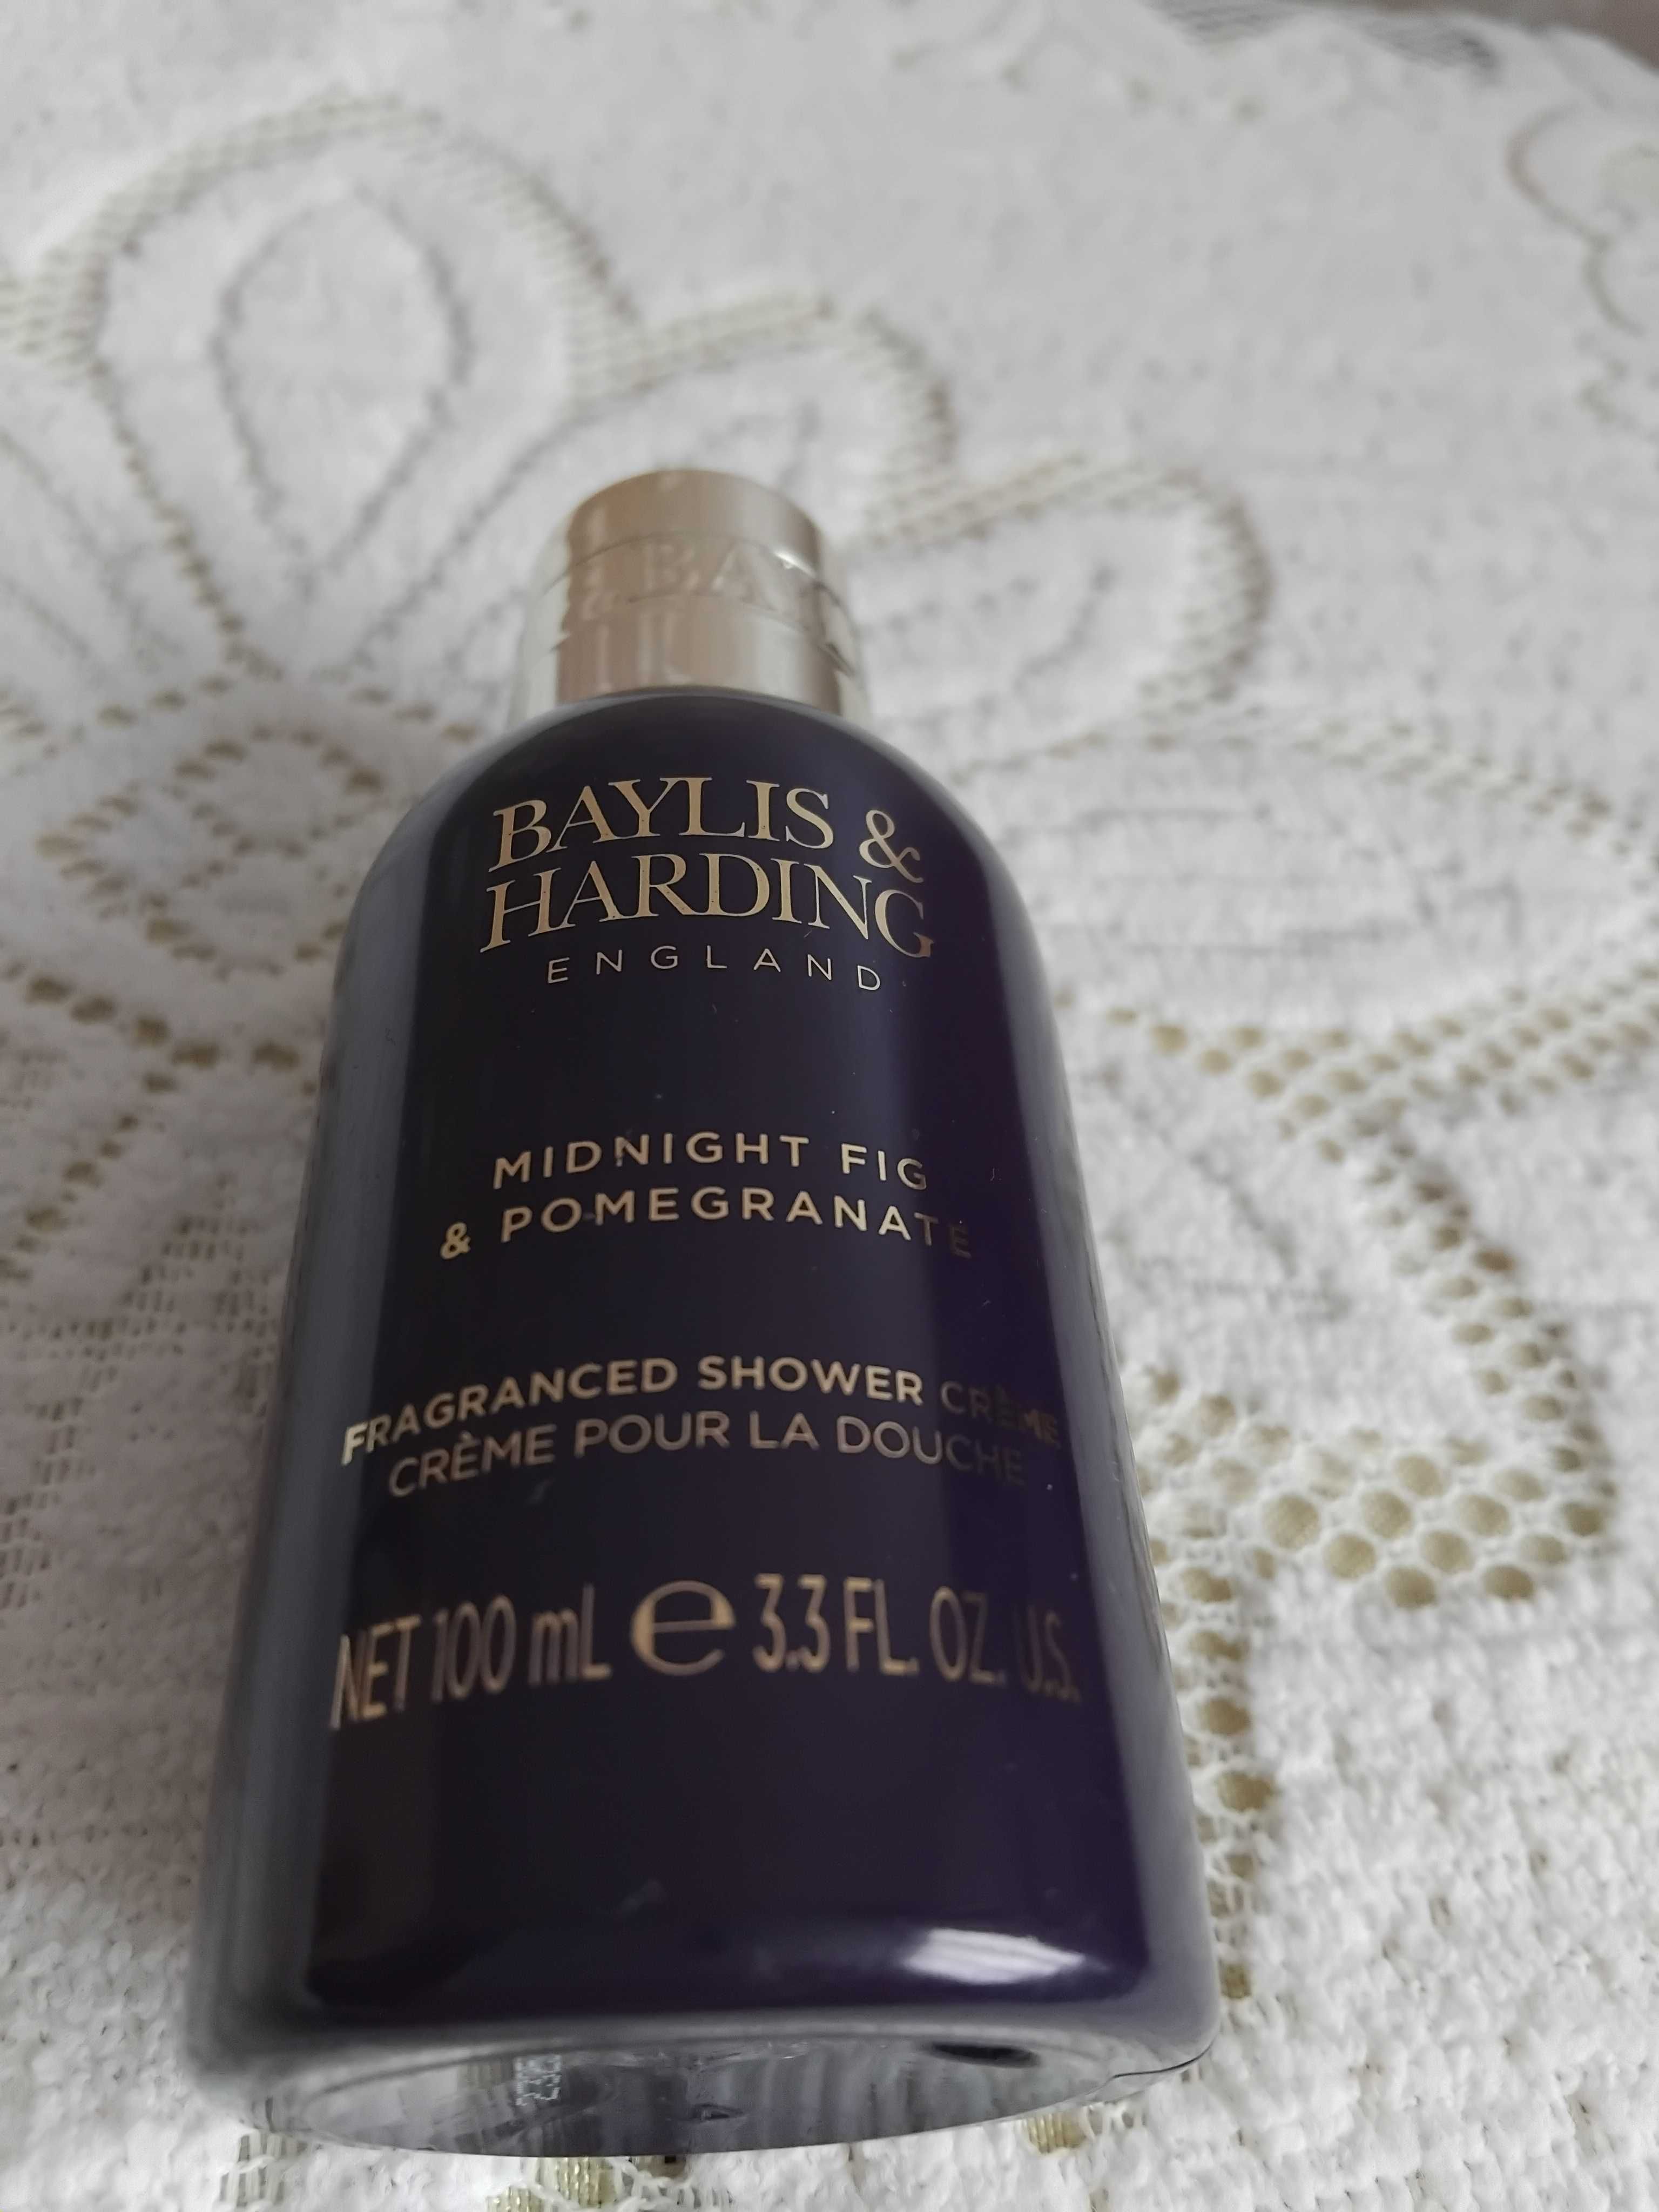 BAYLIS &
HARDING
ENGLAND
MIDNIGHT FIG
& POMEGRANATE
FRAGRANCED SHOWER CRÈME
CRÈME POUR LA DOUCHE
NET 100 mL e 3.3 FL. OZ. U.S.